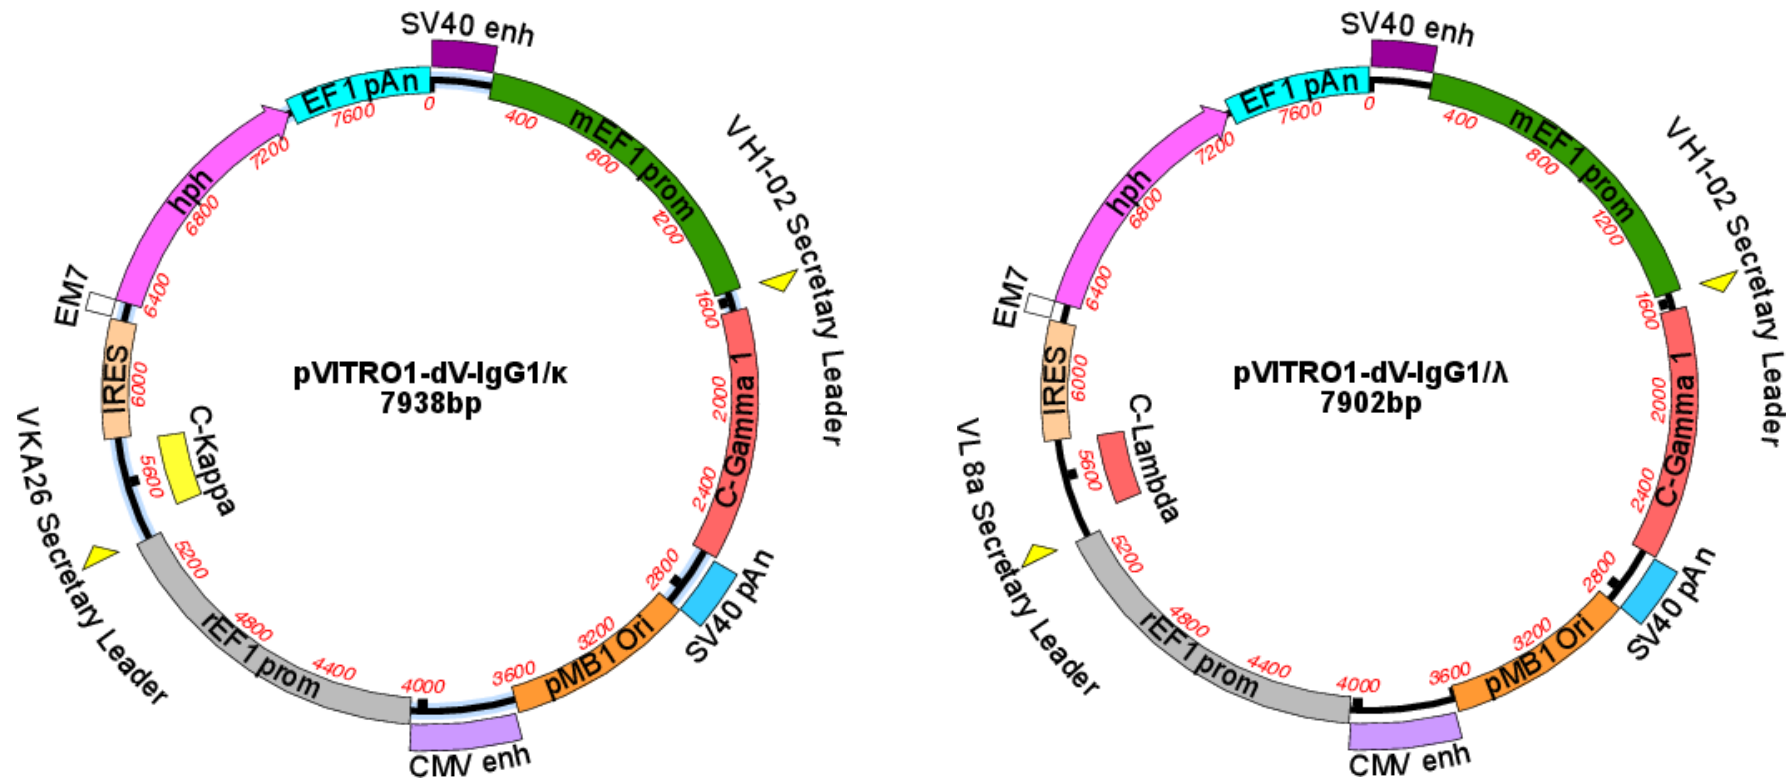 SV40 enh
EF1 pAn
mEF1 prom
VH1-02 Secretary Leader
C-Gamma 1
SV40 pAn
pMB1 Ori
CMV enh
rEF1 prom
VKA26 Secretary Leader
C-Kappa
IRES
EM7
hph
0
400
800
1200
1600
2000
2400
2800
3200
3600
4000
4400
4800
5200
5600
6000
6400
6800
7200
7600
pVITRO1-dV-IgG1/κ
7938bp
SV40 enh
EF1 pAn
mEF1 prom
VH1-02 Secretary Leader
C-Gamma 1
SV40 pAn
pMB1 Ori
CMV enh
rEF1 prom
VL 8a Secretary Leader
C-Lambda
IRES
EM7
hph
0
400
800
1200
1600
2000
2400
2800
3200
3600
4000
4400
4800
5200
5600
6000
6400
6800
7200
7600
pVITRO1-dV-IgG1/λ
7902bp